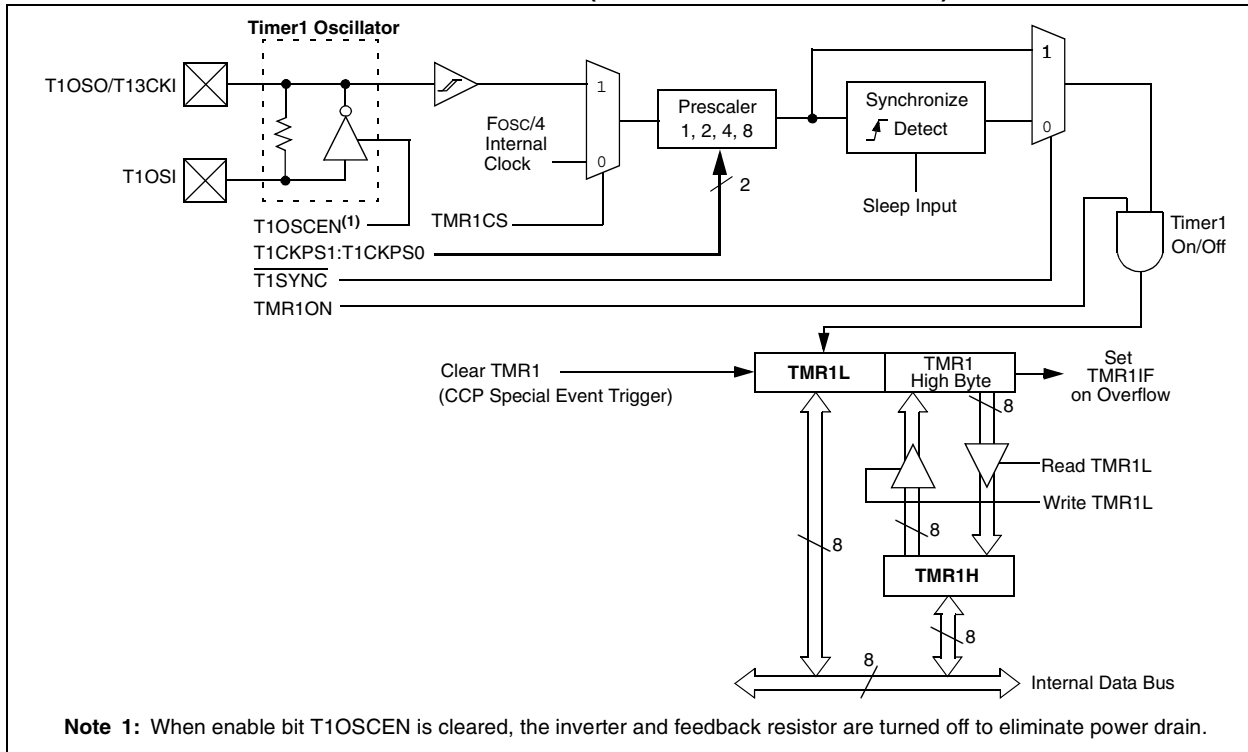 Timer1 Oscillator
T1OSO/T13CKI
T1OSI
1
FOSC/4
Internal
Clock
0
Prescaler
1, 2, 4, 8
2
Synchronize
Detect
Sleep Input
1
0
T1OSCEN(1)
TMR1CS
T1CKPS1:T1CKPS0
T1SYNC
TMR1ON
Timer1
On/Off
Clear TMR1
(CCP Special Event Trigger)
TMR1L
TMR1
High Byte
Set
TMR1IF
on Overflow
8
Read TMR1L
Write TMR1L
8
8
TMR1H
8
8
Internal Data Bus
Note 1: When enable bit T1OSCEN is cleared, the inverter and feedback resistor are turned off to eliminate power drain.